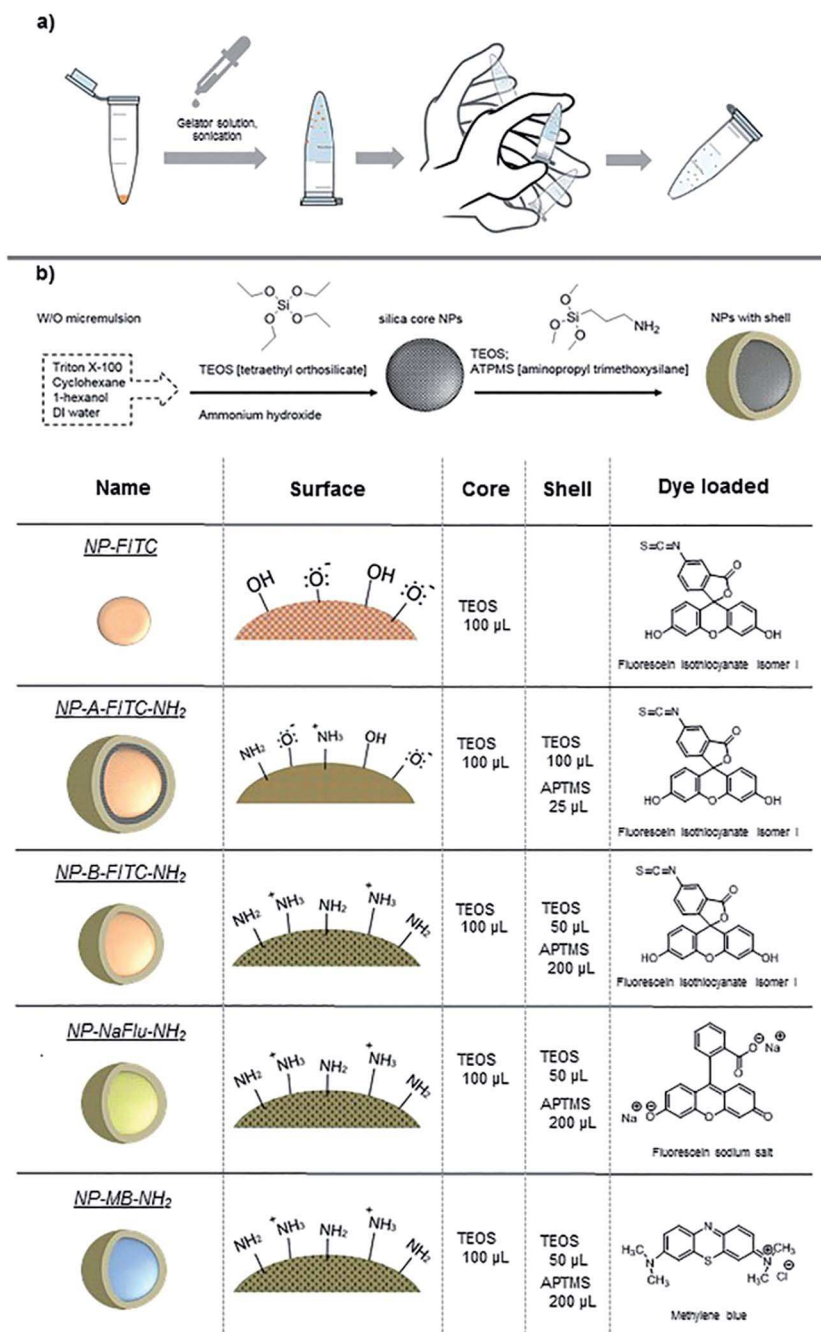 a)
Gelator solution,
sonication
b)
W/O micremulsion
Triton X-100
Cyclohexane
1-hexanol
DI water
TEOS [tetraethyl orthosilicate]
Ammonium hydroxide
silica core NPs
TEOS;
ATPMS [aminopropyl trimethoxysilane]
NPs with shell
O O Si O O
O Si O O NH₂
Name Surface Core Shell Dye loaded
NP-FITC
OH :Ö⁻ OH :Ö⁻
TEOS
100 µL
S=C=N O O HO O OH
Fluorescein Isothiocyanate Isomer I
NP-A-FITC-NH₂
NH₂ :Ö⁻ ⁺NH₃ OH :Ö⁻
TEOS
100 µL
TEOS
100 µL
APTMS
25 µL
S=C=N O O HO O OH
Fluorescein Isothiocyanate Isomer I
NP-B-FITC-NH₂
NH₂ ⁺NH₃ NH₂ ⁺NH₃ NH₂
TEOS
100 µL
TEOS
50 µL
APTMS
200 µL
S=C=N O O HO O OH
Fluorescein Isothiocyanate Isomer I
NP-NaFlu-NH₂
NH₂ ⁺NH₃ NH₂ ⁺NH₃ NH₂
TEOS
100 µL
TEOS
50 µL
APTMS
200 µL
O⊖ Na⊕ O Na⊕ ⊖O O O
Fluorescein sodium salt
NP-MB-NH₂
NH₂ ⁺NH₃ NH₂ ⁺NH₃ NH₂
TEOS
100 µL
TEOS
50 µL
APTMS
200 µL
H₃C N CH₃ N S N⊕ CH₃ H₃C Cl⊖
Methylene blue